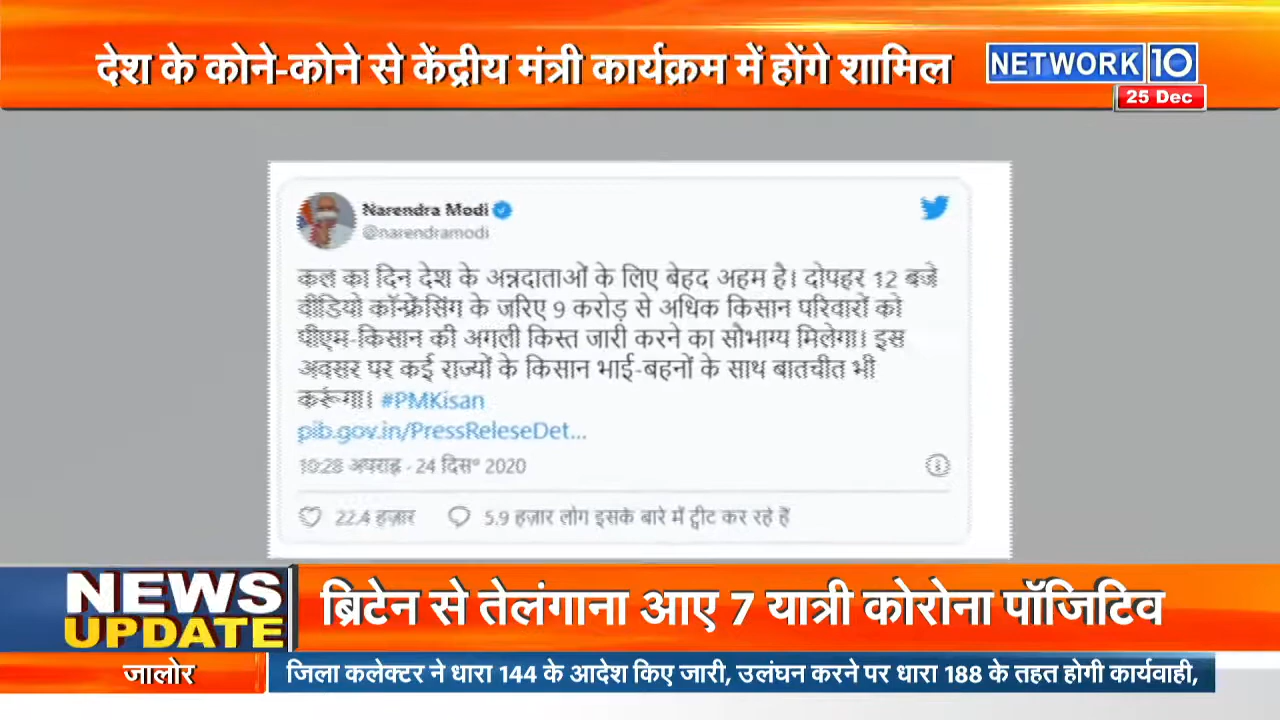 देश के कोने-कोने से केंद्रीय मंत्री कार्यक्रम में होंगे शामिल
NETWORK 10
25 Dec
Narendra Modi
@narendramodi
कल का दिन देश के अन्नदाताओं के लिए बेहद अहम है। दोपहर 12 बजे
वीडियो कॉन्फ्रेंसिंग के जरिए 9 करोड़ से अधिक किसान परिवारों को
पीएम-किसान की अगली किस्त जारी करने का सौभाग्य मिलेगा। इस
अवसर पर कई राज्यों के किसान भाई-बहनों के साथ बातचीत भी
करूंगा। #PMKisan
pib.gov.in/PressReleseDet...
10:28 अपराह्न · 24 दिस॰ 2020
22.4 हज़ार 5.9 हज़ार लोग इसके बारे में ट्वीट कर रहे हैं
NEWS
UPDATE
ब्रिटेन से तेलंगाना आए 7 यात्री कोरोना पॉजिटिव
जालोर
जिला कलेक्टर ने धारा 144 के आदेश किए जारी, उलंघन करने पर धारा 188 के तहत होगी कार्यवाही,